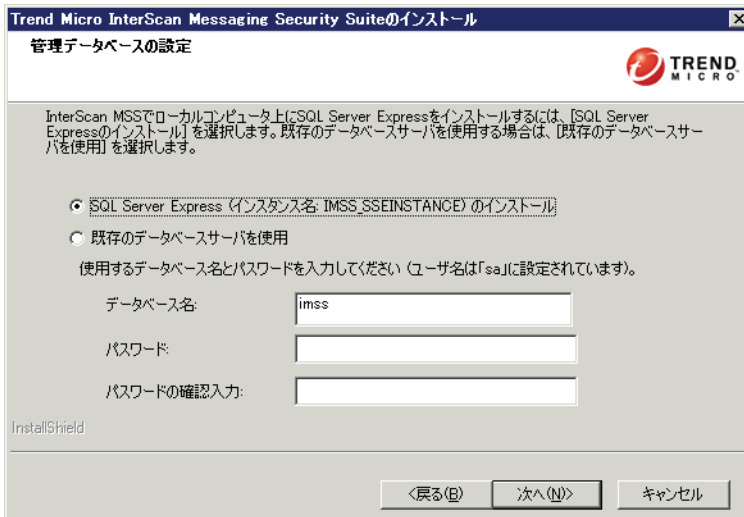 Trend Micro InterScan Messaging Security Suiteのインストール
管理データベースの設定
TREND
MICRO
InterScan MSSでローカルコンピュータ上にSQL Server Expressをインストールするには、[SQL Server
Expressのインストール] を選択します。既存のデータベースサーバを使用する場合は、[既存のデータベースサー
バを使用] を選択します。
SQL Server Express (インスタンス名: IMSS_SSEINSTANCE) のインストール
既存のデータベースサーバを使用
使用するデータベース名とパスワードを入力してください (ユーザ名は「sa」に設定されています)。
データベース名:
imss
パスワード:
パスワードの確認入力:
InstallShield
<戻る(B)
次へ(N)>
キャンセル